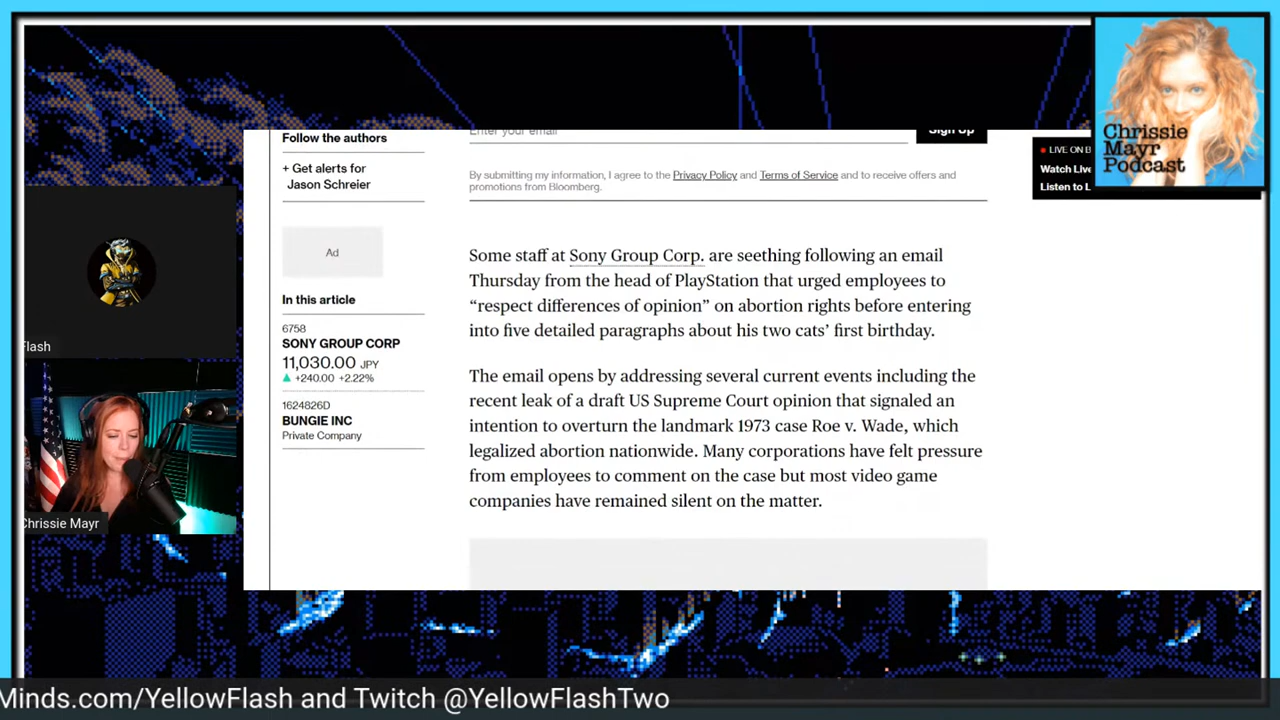 Chrissie
Mayr
Podcast
Follow the authors
+ Get alerts for
Jason Schreier
Ad
In this article
6758
SONY GROUP CORP
11,030.00 JPY
▲ +240.00 +2.22%
1624826D
BUNGIE INC
Private Company
Enter your email
Sign Up
By submitting my information, I agree to the Privacy Policy and Terms of Service and to receive offers and
promotions from Bloomberg.
Some staff at Sony Group Corp. are seething following an email
Thursday from the head of PlayStation that urged employees to
“respect differences of opinion” on abortion rights before entering
into five detailed paragraphs about his two cats’ first birthday.
The email opens by addressing several current events including the
recent leak of a draft US Supreme Court opinion that signaled an
intention to overturn the landmark 1973 case Roe v. Wade, which
legalized abortion nationwide. Many corporations have felt pressure
from employees to comment on the case but most video game
companies have remained silent on the matter.
LIVE ON B
Watch Live
Listen to L
Flash
Chrissie Mayr
Minds.com/YellowFlash and Twitch @YellowFlashTwo